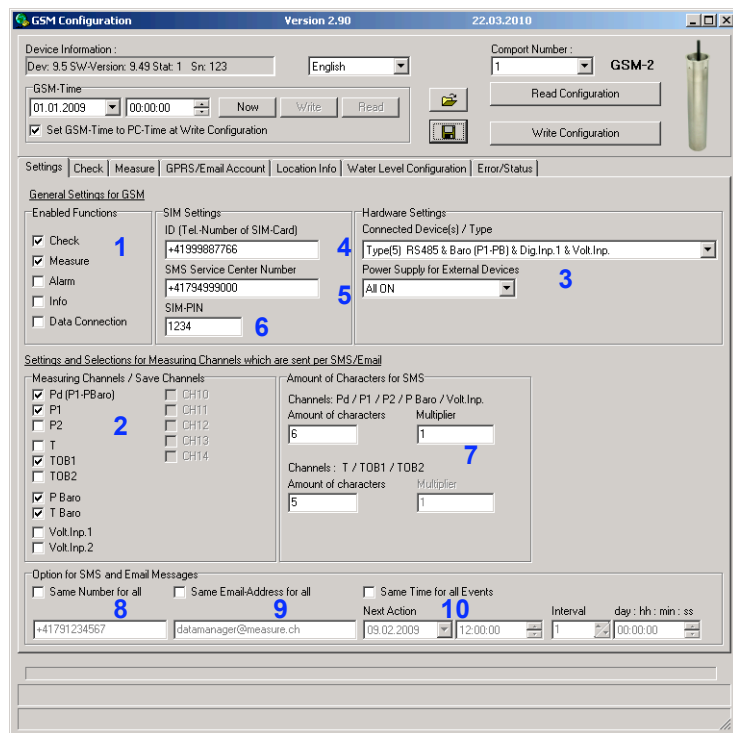 GSM Configuration Version 2.90 22.03.2010
Device Information :
Dev: 9.5 SW-Version: 9.49 Stat: 1 Sn: 123
English
Comport Number :
1
GSM-2
GSM-Time
01.01.2009 00:00:00 Now Write Read
Set GSM-Time to PC-Time at Write Configuration
Read Configuration
Write Configuration
Settings Check Measure GPRS/Email Account Location Info Water Level Configuration Error/Status
General Settings for GSM
Enabled Functions
Check
Measure
Alarm
Info
Data Connection
1
SIM Settings
ID (Tel.-Number of SIM-Card)
+41999887766
4
SMS Service Center Number
+41794999000
5
SIM-PIN
1234
6
Hardware Settings
Connected Device(s) / Type
Type(5) RS485 & Baro (P1-PB) & Dig.Inp.1 & Volt.Inp.
Power Supply for External Devices
All ON
3
Settings and Selections for Measuring Channels which are sent per SMS/Email
Measuring Channels / Save Channels
Pd (P1-PBaro)
P1
P2
T
TOB1
TOB2
P Baro
T Baro
Volt.Inp.1
Volt.Inp.2
2
CH10
CH11
CH12
CH13
CH14
Amount of Characters for SMS
Channels: Pd / P1 / P2 / P Baro / Volt.Inp.
Amount of characters Multiplier
6 1
7
Channels : T / TOB1 / TOB2
Amount of characters Multiplier
5 1
Option for SMS and Email Messages
Same Number for all
8
+41791234567
Same Email-Address for all
9
datamanager@measure.ch
Same Time for all Events
10
Next Action Interval day : hh : min : ss
09.02.2009 12:00:00 1 00:00:00